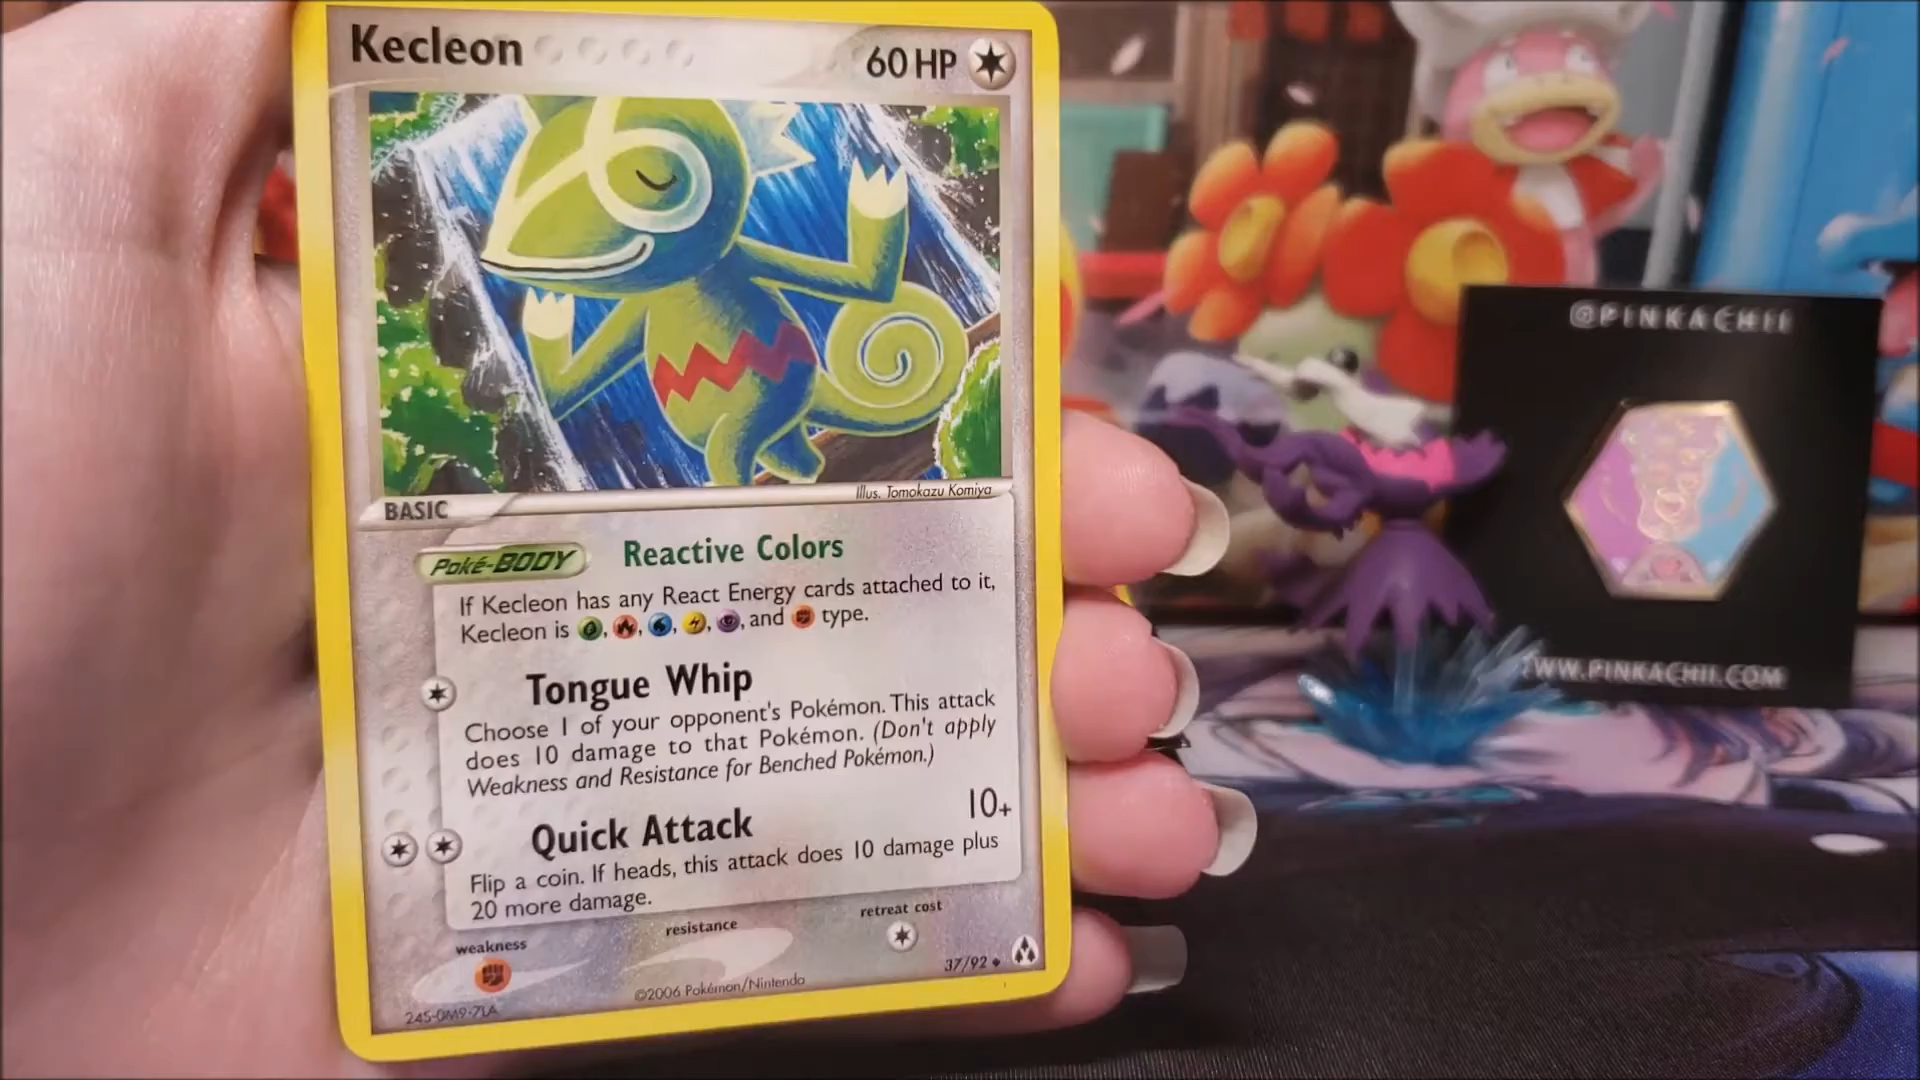 Kecleon
60 HP
Illus. Tomokazu Komiya
BASIC
Poké-BODY Reactive Colors
If Kecleon has any React Energy cards attached to it,
Kecleon is , , , , , and type.
Tongue Whip
Choose 1 of your opponent's Pokémon. This attack
does 10 damage to that Pokémon. (Don't apply
Weakness and Resistance for Benched Pokémon.)
Quick Attack 10+
Flip a coin. If heads, this attack does 10 damage plus
20 more damage.
weakness resistance retreat cost
37/92
©2006 Pokémon/Nintendo
24S-0M9-7LA
@PINKACHII
WWW.PINKACHII.COM